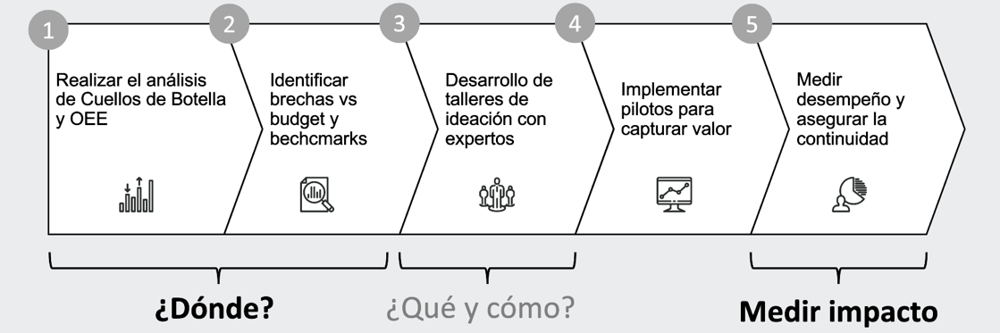 1
2
3
4
5
Realizar el análisis
de Cuellos de Botella
y OEE
Identificar
brechas vs
budget y
bechcmarks
Desarrollo de
talleres de
ideación con
expertos
Implementar
pilotos para
capturar valor
Medir
desempeño y
asegurar la
continuidad
¿Dónde?
¿Qué y cómo?
Medir impacto